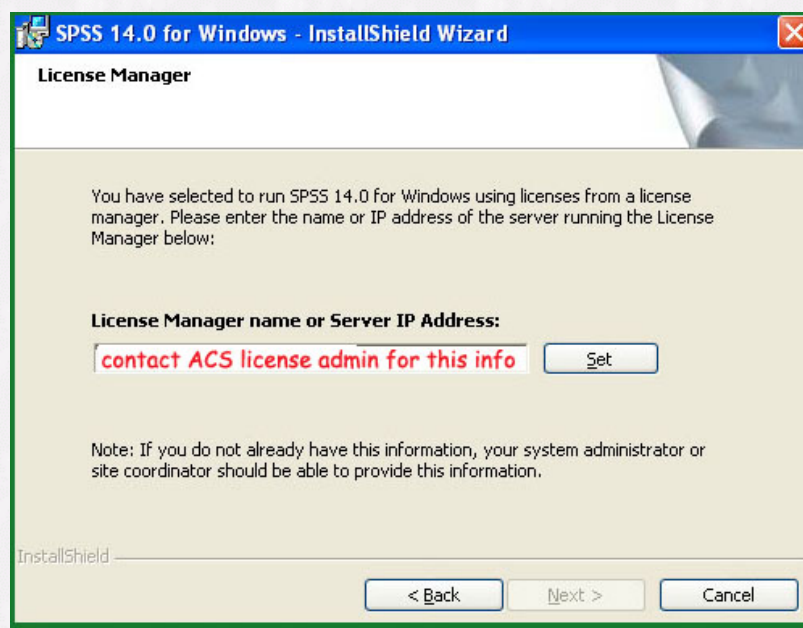 SPSS 14.0 for Windows - InstallShield Wizard
License Manager
You have selected to run SPSS 14.0 for Windows using licenses from a license
manager. Please enter the name or IP address of the server running the License
Manager below:
License Manager name or Server IP Address:
contact ACS license admin for this info
Set
Note: If you do not already have this information, your system administrator or
site coordinator should be able to provide this information.
InstallShield
< Back
Next >
Cancel